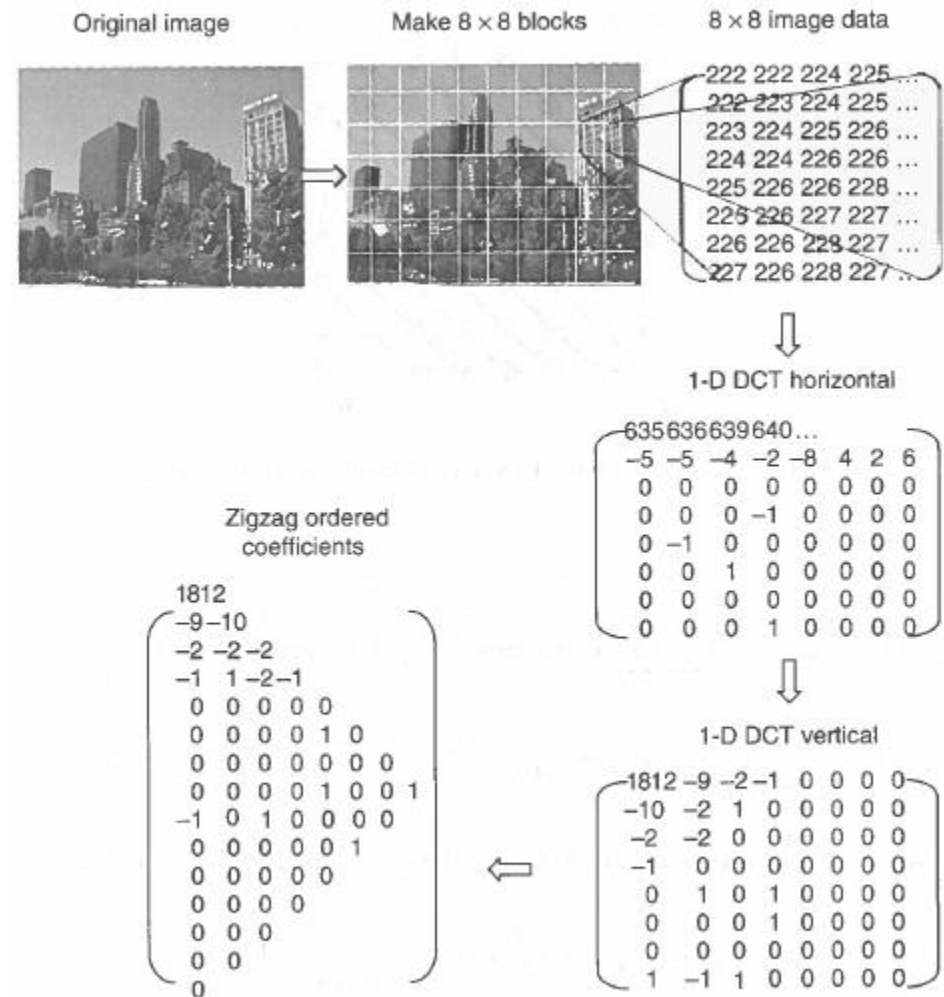 Original image
Make 8 × 8 blocks
8 × 8 image data
222 222 224 225 ...
222 223 224 225 ...
223 224 225 226 ...
224 224 226 226 ...
225 226 226 228 ...
225 226 227 227 ...
226 226 228 227 ...
227 226 228 227 ...
1-D DCT horizontal
635636639640...
–5 –5 –4 –2 –8 4 2 6
0 0 0 0 0 0 0 0
0 0 0 –1 0 0 0 0
0 –1 0 0 0 0 0 0
0 0 1 0 0 0 0 0
0 0 0 0 0 0 0 0
0 0 0 1 0 0 0 0
1-D DCT vertical
1812 –9 –2 –1 0 0 0 0
–10 –2 1 0 0 0 0 0
–2 –2 0 0 0 0 0 0
–1 0 0 0 0 0 0 0
0 1 0 1 0 0 0 0
0 0 0 1 0 0 0 0
0 0 0 0 0 0 0 0
1 –1 1 0 0 0 0 0
Zigzag ordered
coefficients
1812
–9 –10
–2 –2 –2
–1 1 –2 –1
0 0 0 0 0
0 0 0 0 1 0
0 0 0 0 0 0 0
0 0 0 0 1 0 0 1
–1 0 1 0 0 0 0
0 0 0 0 0 1
0 0 0 0 0
0 0 0 0
0 0 0
0 0
0